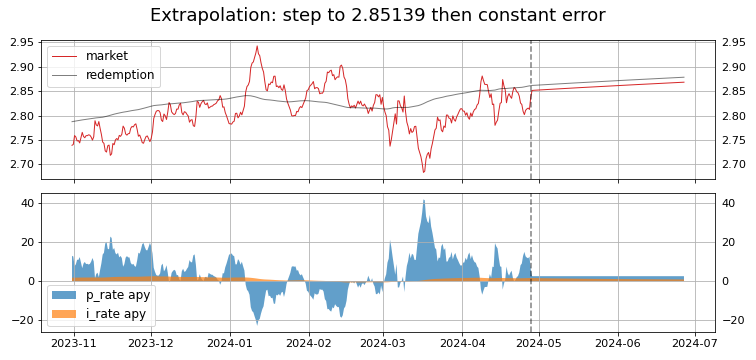 Extrapolation: step to 2.85139 then constant error
2.95 2.95
market
redemption
2.90 2.90
2.85 2.85
2.80 2.80
2.75 2.75
2.70 2.70
40 40
20 20
0 0
p_rate apy
i_rate apy
−20 −20
2023-11 2023-12 2024-01 2024-02 2024-03 2024-04 2024-05 2024-06 2024-07